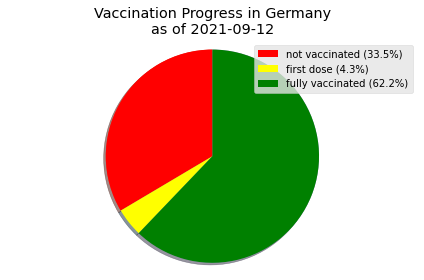 Vaccination Progress in Germany
as of 2021-09-12
not vaccinated (33.5%)
first dose (4.3%)
fully vaccinated (62.2%)